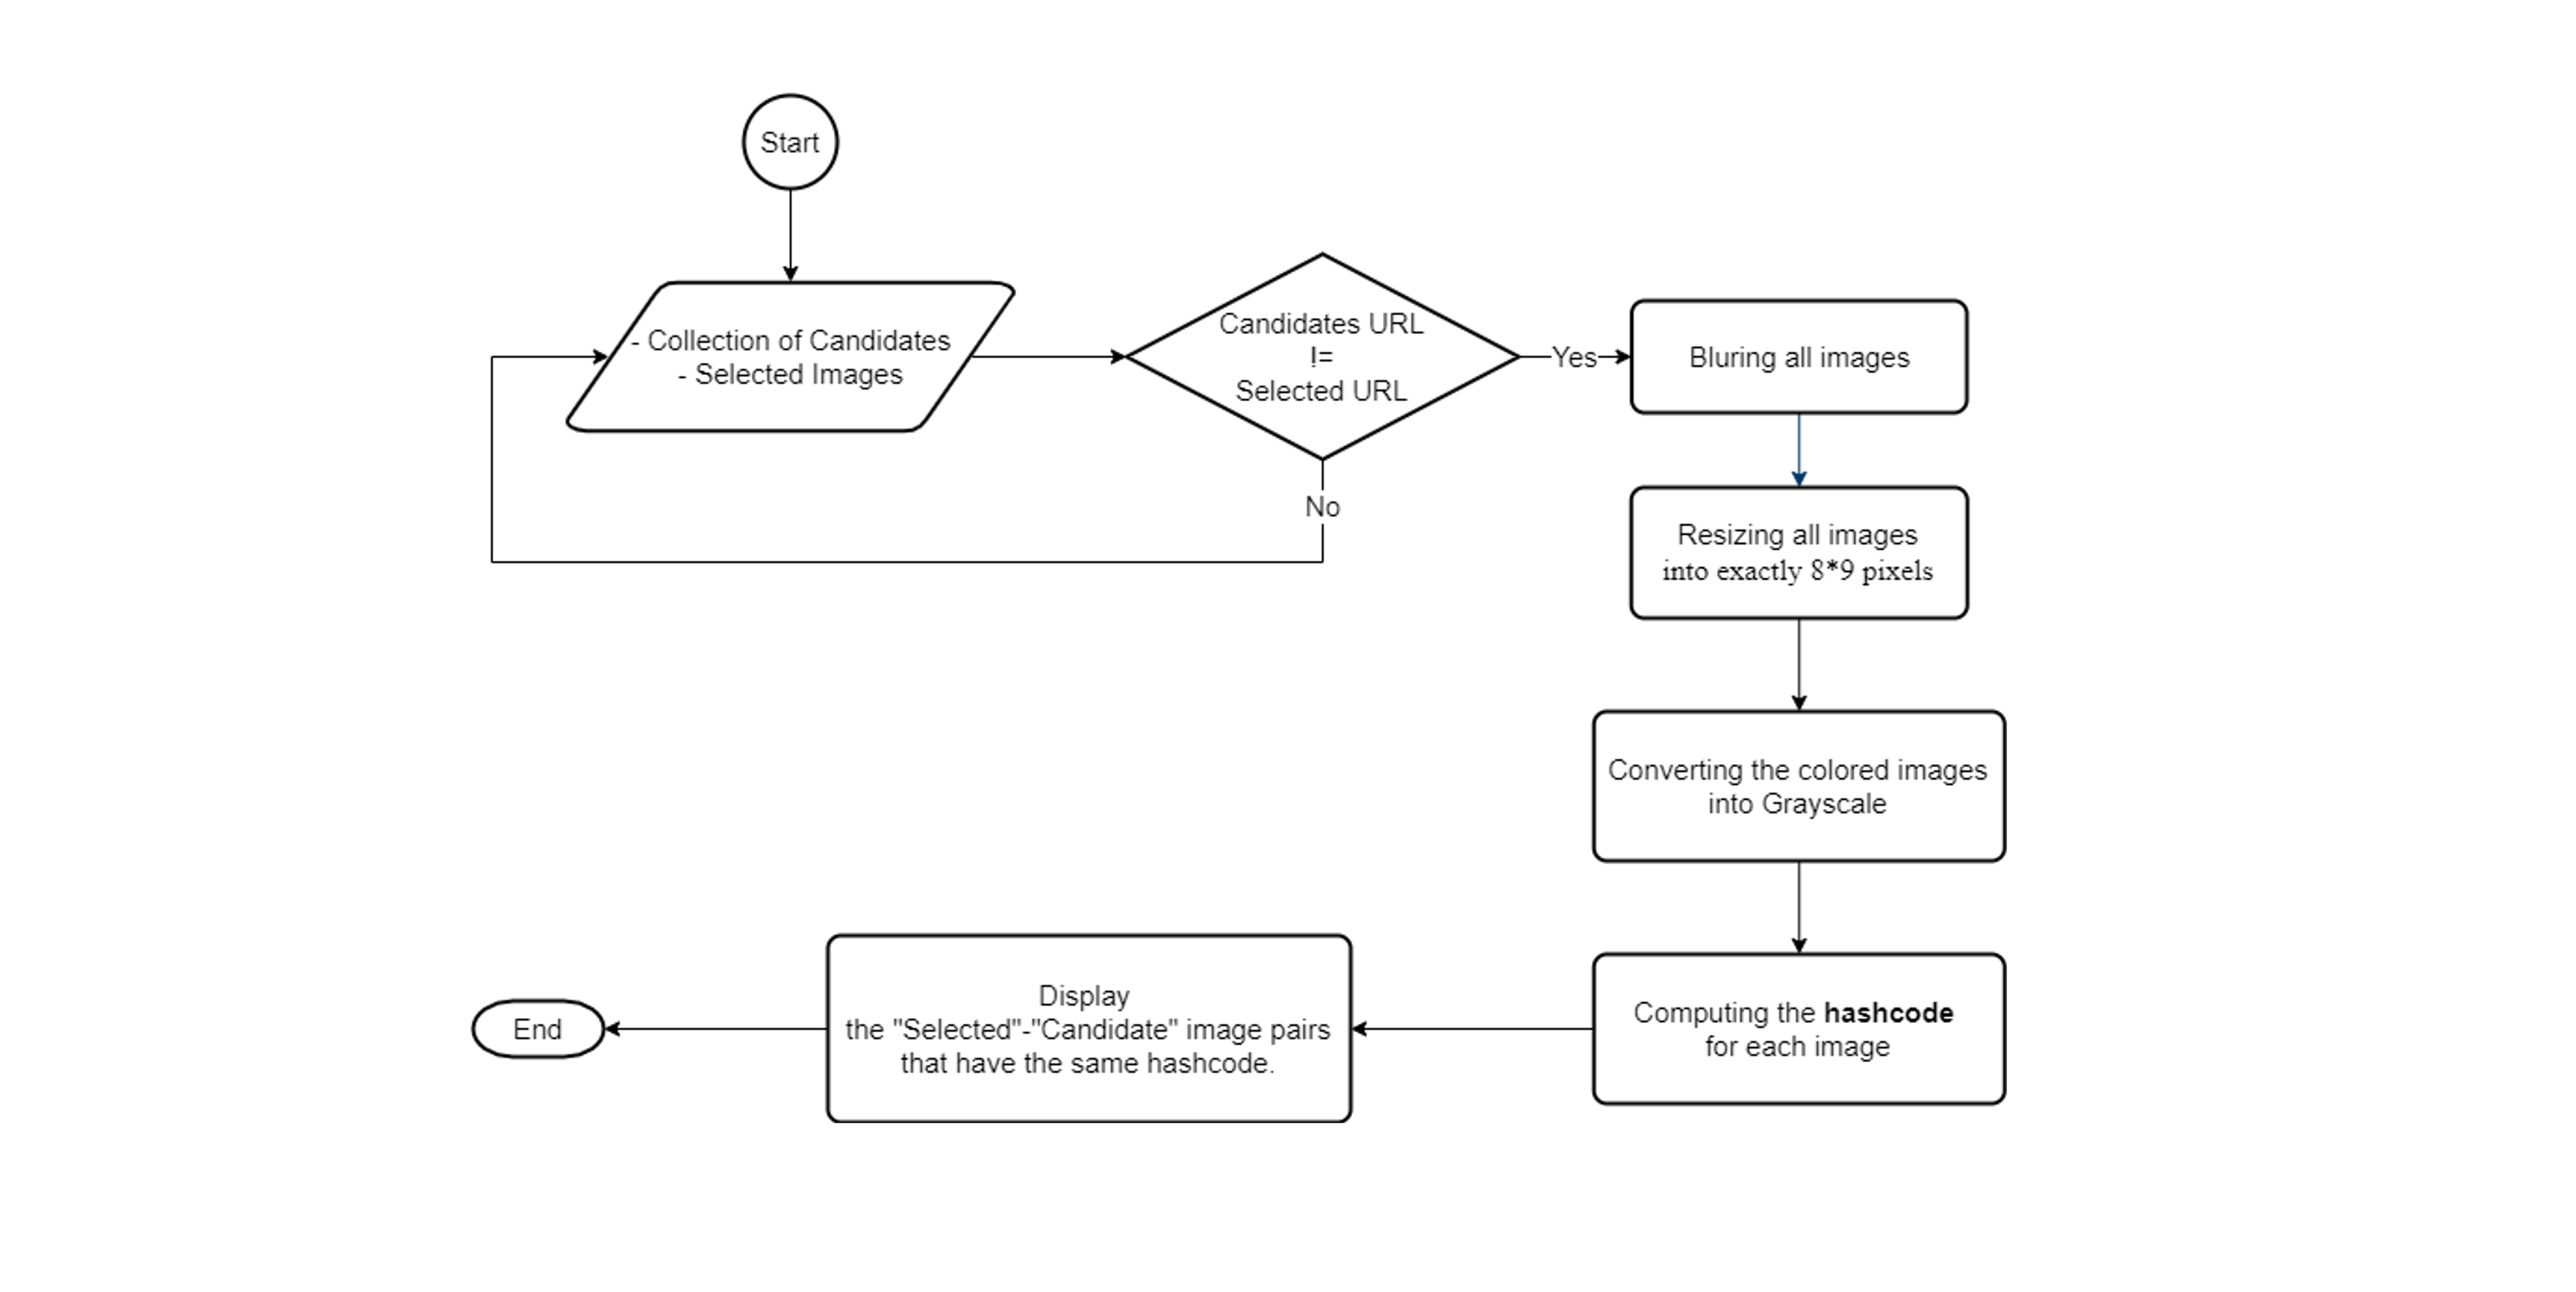 Start
- Collection of Candidates
- Selected Images
Candidates URL
!=
Selected URL
Yes
No
Bluring all images
Resizing all images
into exactly 8*9 pixels
Converting the colored images
into Grayscale
Computing the hashcode
for each image
Display
the "Selected"-"Candidate" image pairs
that have the same hashcode.
End